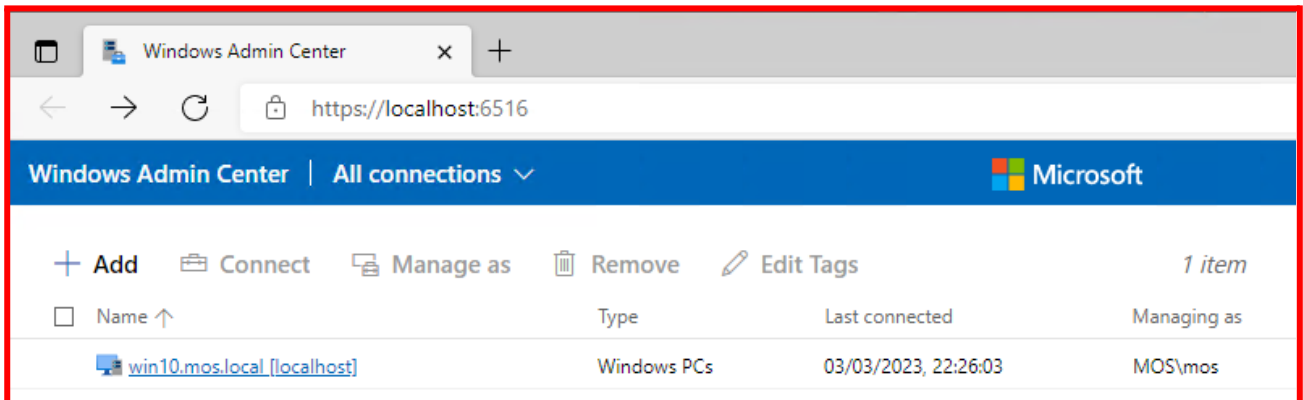 Windows Admin Center
https://localhost:6516
Windows Admin Center | All connections Microsoft
Add Connect Manage as Remove Edit Tags 1 item
Name Type Last connected Managing as
win10.mos.local [localhost] Windows PCs 03/03/2023, 22:26:03 MOS\mos